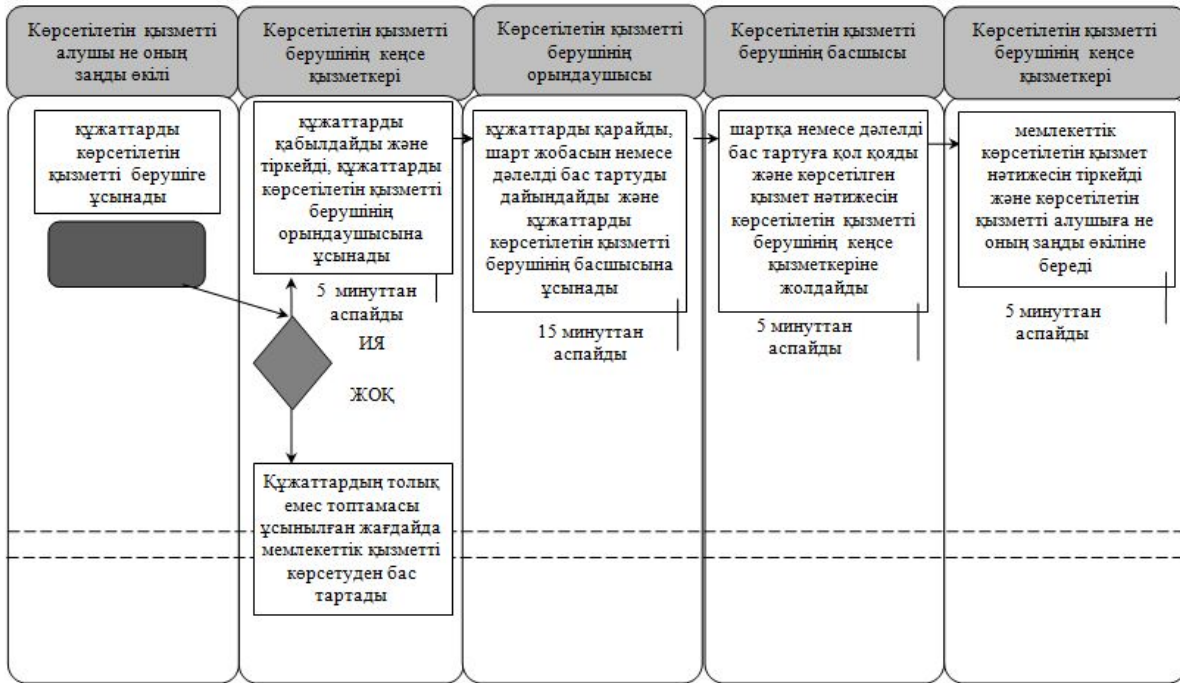 Көрсетілетін қызметті
алушы не оның
заңды өкілі
Көрсетілетін қызметті
берушінің кеңсе
қызметкері
Көрсетілетін қызметті
берушінің
орындаушысы
Көрсетілетін қызметті
берушінің басшысы
Көрсетілетін қызметті
берушінің кеңсе
қызметкері
құжаттарды
көрсетілетін
қызметті берушіге
ұсынады
құжаттарды
қабылдайды және
тіркейді, құжаттарды
көрсетілетін қызметті
берушінің
орындаушысына
ұсынады
5 минуттан
аспайды
ИЯ
ЖОҚ
Құжаттардың толық
емес топтамасы
ұсынылған жағдайда
мемлекеттік қызметті
көрсетуден бас
тартады
құжаттарды қарайды,
шарт жобасын немесе
дәлелді бас тартуды
дайындайды және
құжаттарды
көрсетілетін қызметті
берушінің басшысына
ұсынады
15 минуттан
аспайды
шартқа немесе дәлелді
бас тартуға қол қояды
және көрсетілген
қызмет нәтижесін
көрсетілетін қызметті
берушінің кеңсе
қызметкеріне
жолдайды
5 минуттан
аспайды
мемлекеттік
көрсетілетін қызмет
нәтижесін тіркейді
және көрсетілетін
қызметті алушыға не
оның заңды өкіліне
береді
5 минуттан
аспайды